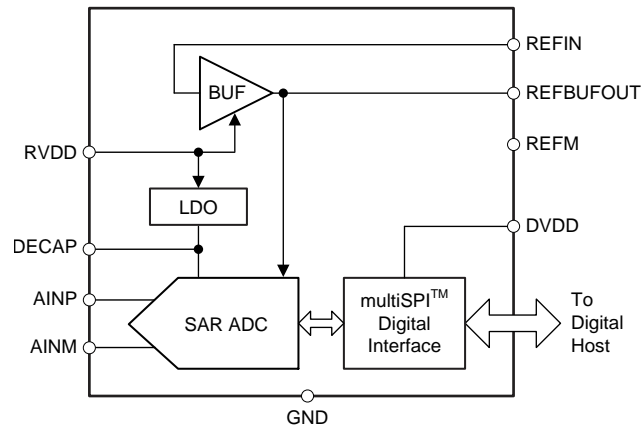 REFIN
BUF
REFBUFOUT
RVDD
REFM
LDO
DECAP
DVDD
AINP
SAR ADC
multiSPI™
Digital
Interface
To
Digital
Host
AINM
GND